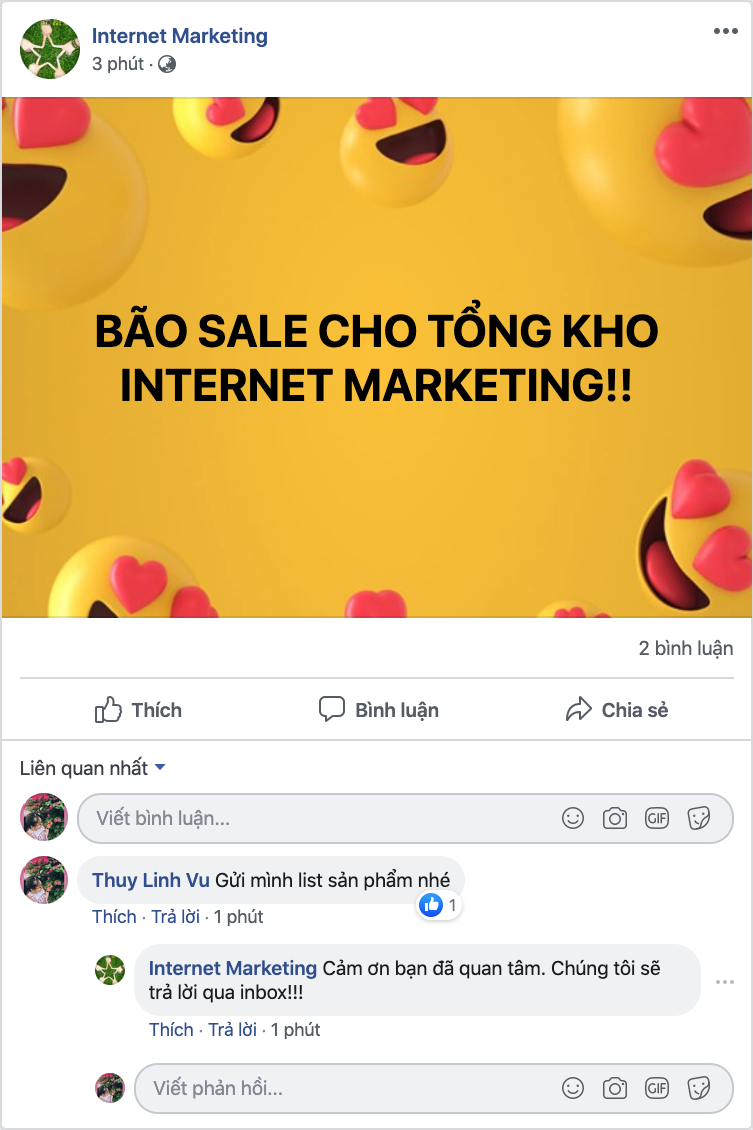 Internet Marketing
3 phút ·
BÃO SALE CHO TỔNG KHO
INTERNET MARKETING!!
2 bình luận
Thích Bình luận Chia sẻ
Liên quan nhất
Viết bình luận... GIF
Thuy Linh Vu Gửi mình list sản phẩm nhé
1
Thích · Trả lời · 1 phút
Internet Marketing Cảm ơn bạn đã quan tâm. Chúng tôi sẽ
trả lời qua inbox!!!
Thích · Trả lời · 1 phút
Viết phản hồi... GIF